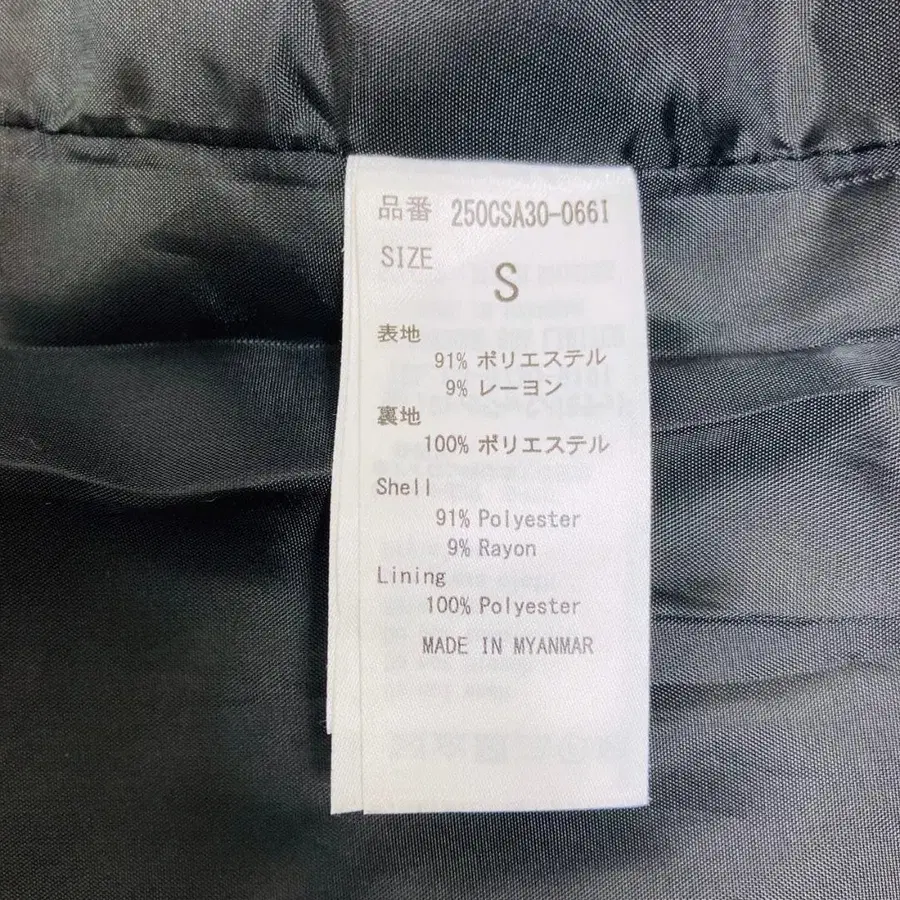 品番 250CSA30-066I
SIZE
S
表地
91% ポリエステル
9% レーヨン
裏地
100% ポリエステル
Shell
91% Polyester
9% Rayon
Lining
100% Polyester
MADE IN MYANMAR